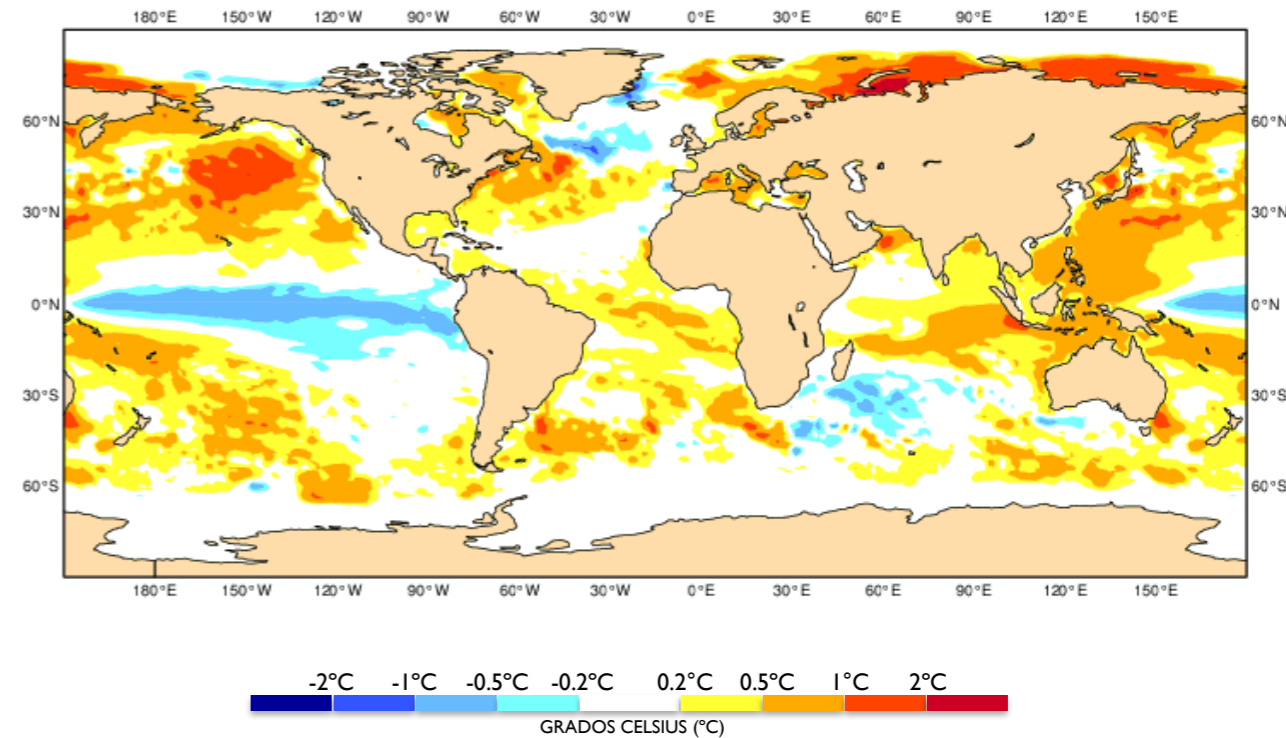 180°E 150°W 120°W 90°W 60°W 30°W 0°E 30°E 60°E 90°E 120°E 150°E
60°N 60°N
30°N 30°N
0°N 0°N
30°S 30°S
60°S 60°S
180°E 150°W 120°W 90°W 60°W 30°W 0°E 30°E 60°E 90°E 120°E 150°E
-2°C -1°C -0.5°C -0.2°C 0.2°C 0.5°C 1°C 2°C
GRADOS CELSIUS (°C)